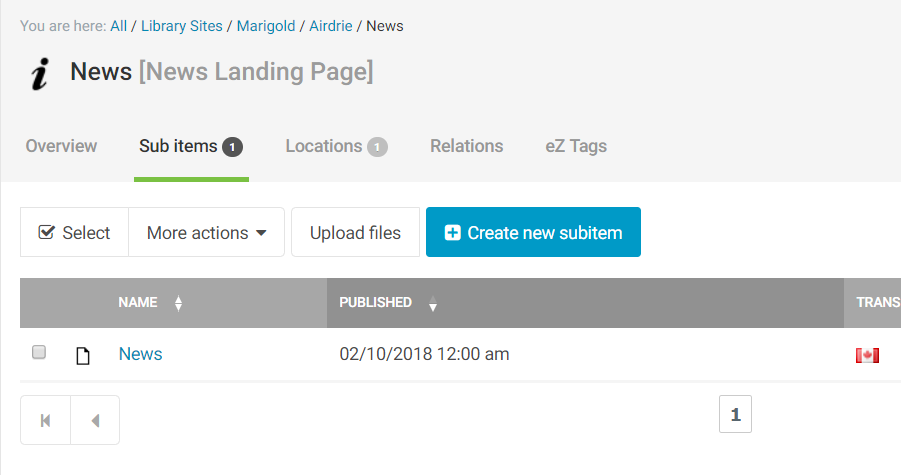 You are here: All / Library Sites / Marigold / Airdrie / News
i News [News Landing Page]
Overview Sub items 1 Locations 1 Relations eZ Tags
Select More actions Upload files Create new subitem
NAME PUBLISHED TRANS
News 02/10/2018 12:00 am
1